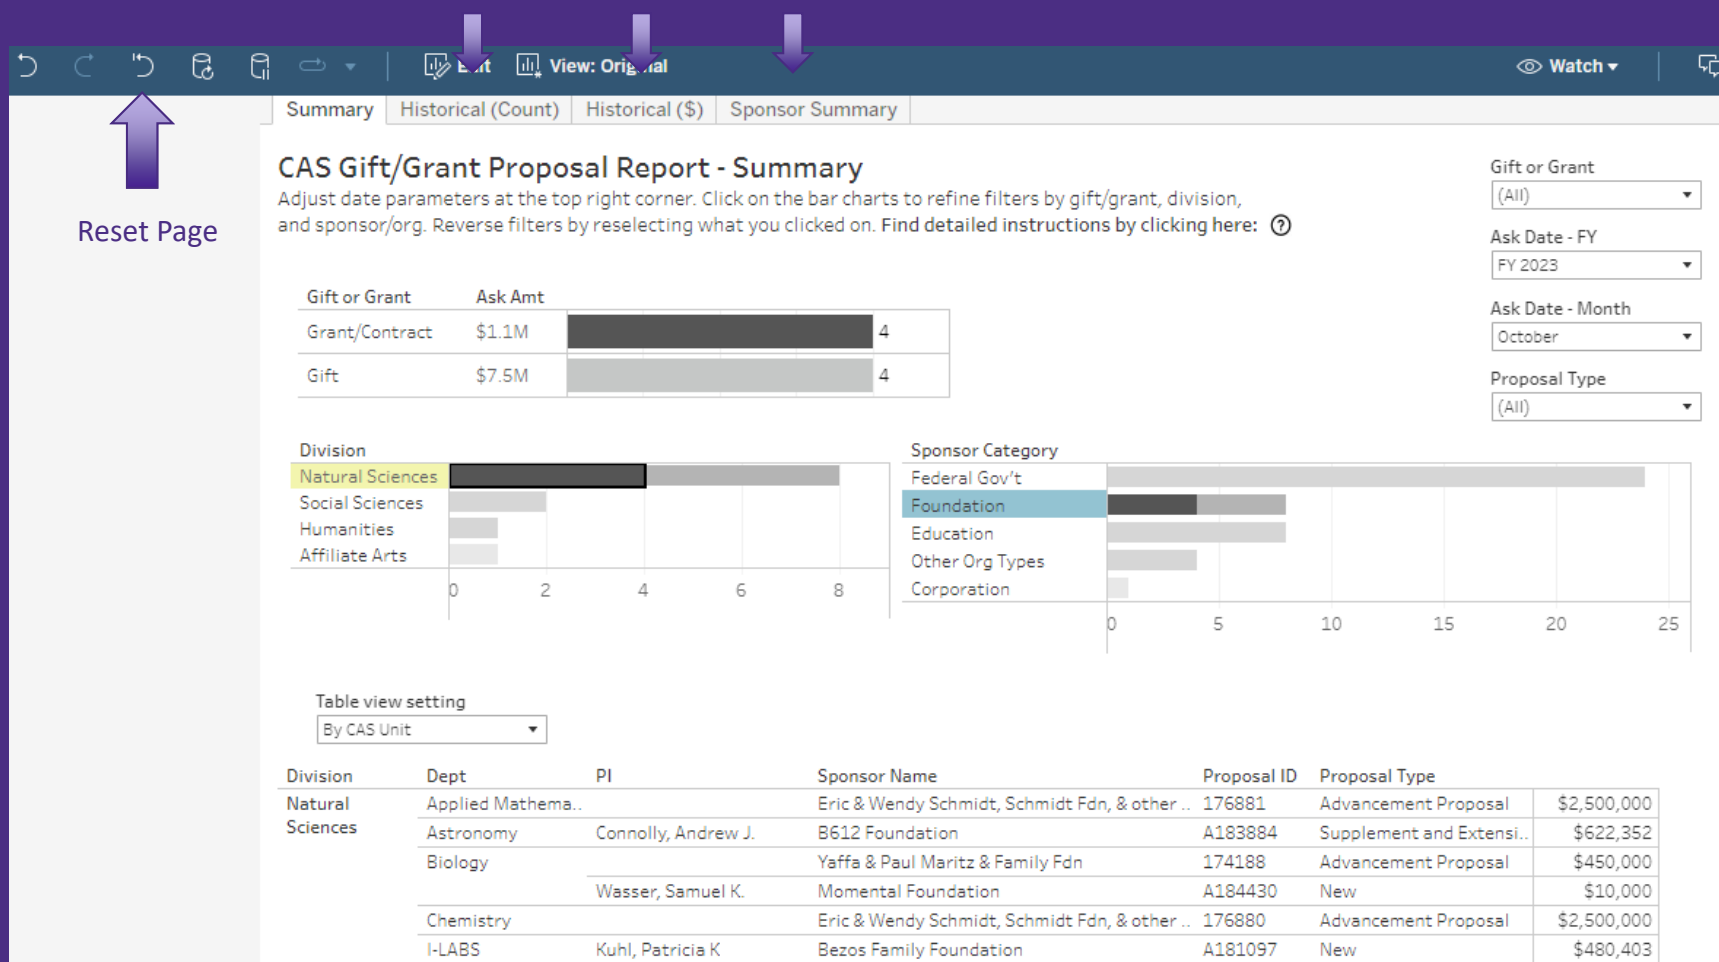 Edit View: Original Watch
Summary Historical (Count) Historical ($) Sponsor Summary
Reset Page
CAS Gift/Grant Proposal Report - Summary
Adjust date parameters at the top right corner. Click on the bar charts to refine filters by gift/grant, division,
and sponsor/org. Reverse filters by reselecting what you clicked on. Find detailed instructions by clicking here: ?
Gift or Grant
(All)
Ask Date - FY
FY 2023
Ask Date - Month
October
Proposal Type
(All)
Gift or Grant Ask Amt
Grant/Contract $1.1M 4
Gift $7.5M 4
Division
Natural Sciences
Social Sciences
Humanities
Affiliate Arts
0 2 4 6 8
Sponsor Category
Federal Gov't
Foundation
Education
Other Org Types
Corporation
0 5 10 15 20 25
Table view setting
By CAS Unit
Division Dept PI Sponsor Name Proposal ID Proposal Type
Natural Applied Mathema.. Eric & Wendy Schmidt, Schmidt Fdn, & other .. 176881 Advancement Proposal $2,500,000
Sciences Astronomy Connolly, Andrew J. B612 Foundation A183884 Supplement and Extensi.. $622,352
Biology Yaffa & Paul Maritz & Family Fdn 174188 Advancement Proposal $450,000
Wasser, Samuel K. Momental Foundation A184430 New $10,000
Chemistry Eric & Wendy Schmidt, Schmidt Fdn, & other .. 176880 Advancement Proposal $2,500,000
I-LABS Kuhl, Patricia K Bezos Family Foundation A181097 New $480,403